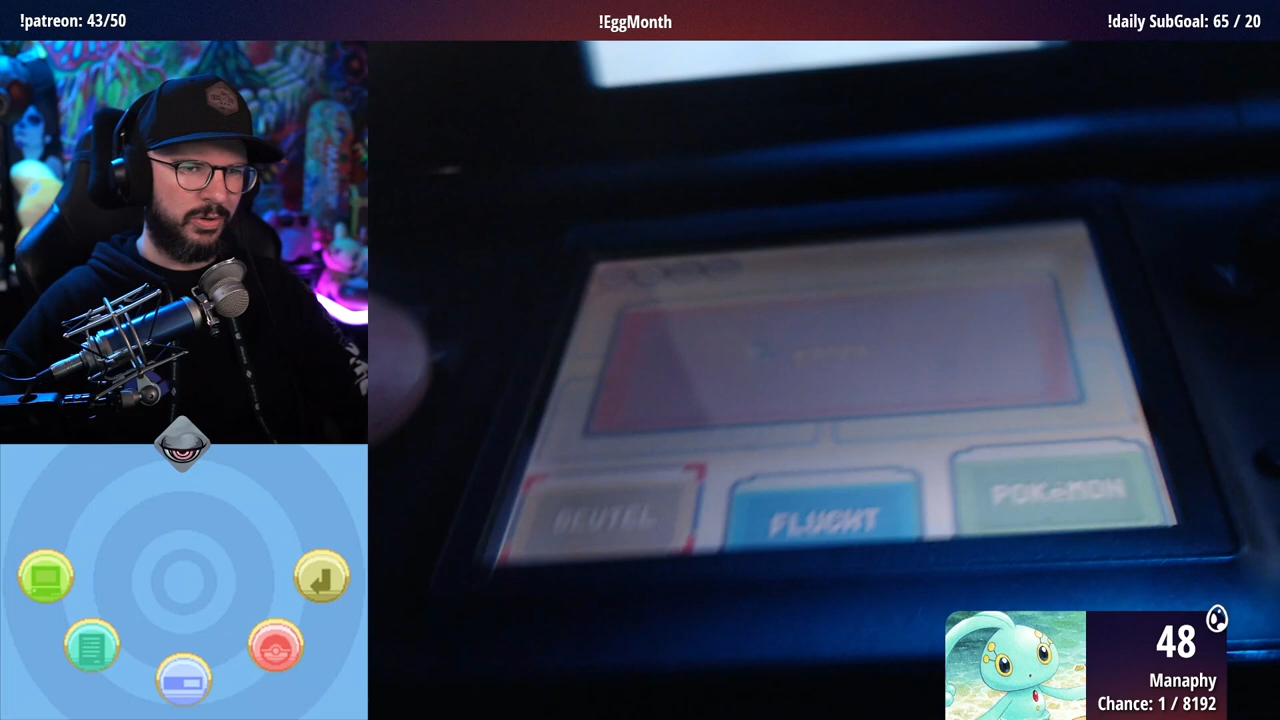 !patreon: 43/50
!EggMonth
!daily SubGoal: 65 / 20
BEUTEL
FLUCHT
POKéMON
48
Manaphy
Chance: 1 / 8192